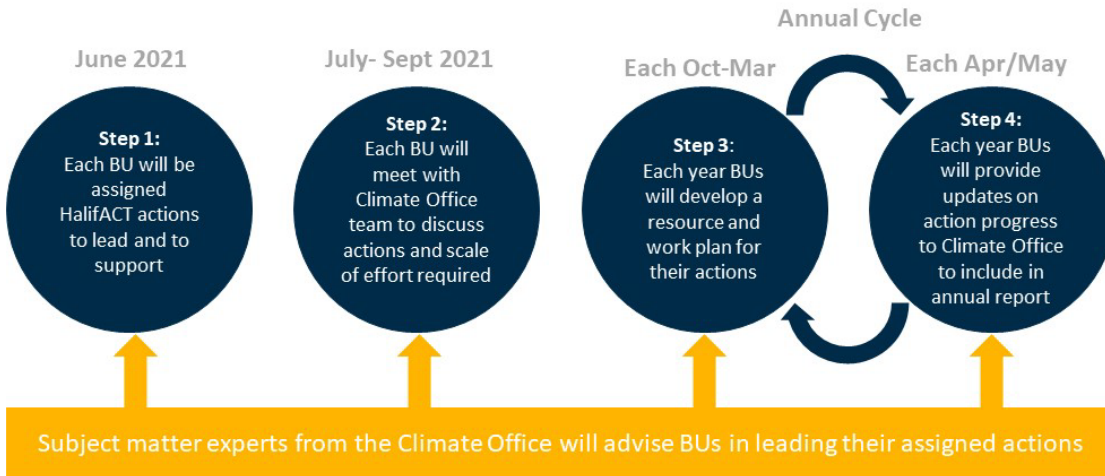 Annual Cycle
June 2021
July- Sept 2021
Each Oct-Mar
Each Apr/May
Step 1:
Each BU will be
assigned
HalifACT actions
to lead and to
support
Step 2:
Each BU will
meet with
Climate Office
team to discuss
actions and scale
of effort required
Step 3:
Each year BUs
will develop a
resource and
work plan for
their actions
Step 4:
Each year BUs
will provide
updates on
action progress
to Climate Office
to include in
annual report
Subject matter experts from the Climate Office will advise BUs in leading their assigned actions